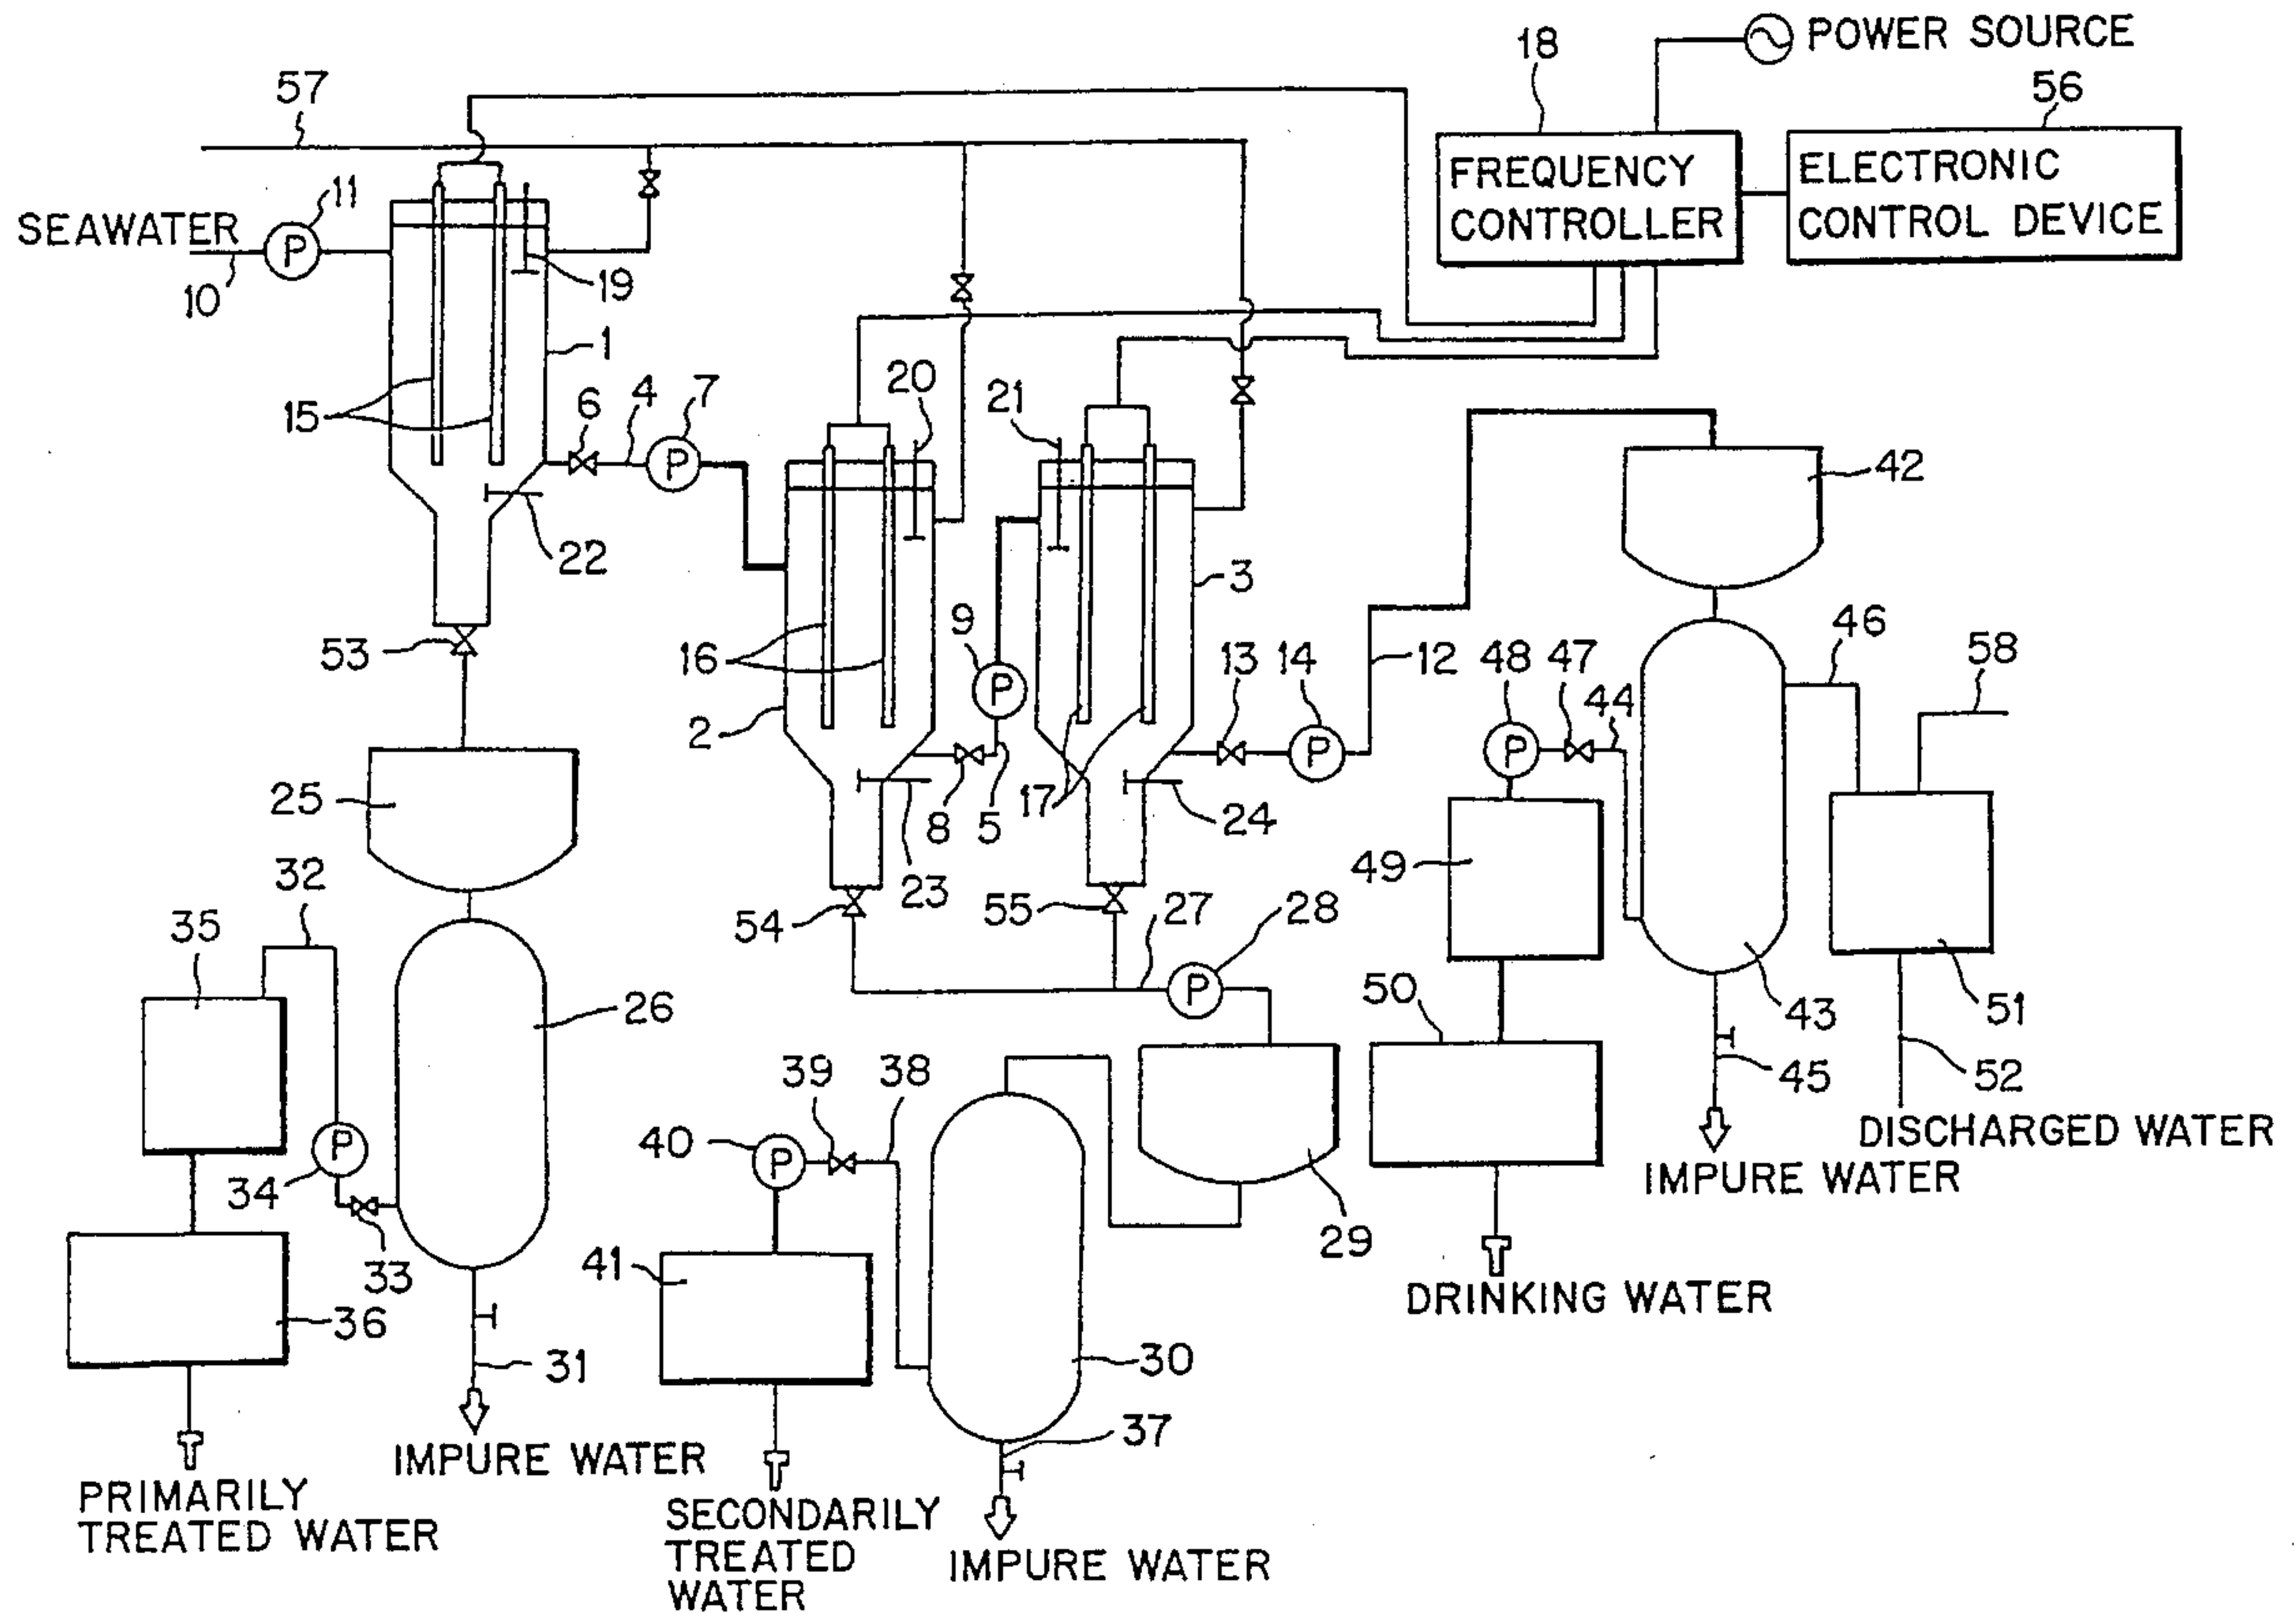 18
POWER SOURCE
57
56
FREQUENCY
CONTROLLER
ELECTRONIC
CONTROL DEVICE
11
SEAWATER
P
10
19
1
15
6
4
7
P
20
21
42
22
3
53
16
9
P
2
13
14
P
12
48
47
44
P
46
58
25
8
5
17
24
23
49
54
55
27
28
P
32
35
26
50
43
51
45
52
DISCHARGED WATER
IMPURE WATER
39
38
40
P
P
34
33
29
41
36
DRINKING WATER
31
30
37
IMPURE WATER
PRIMARILY
TREATED WATER
SECONDARILY
TREATED
WATER
IMPURE WATER